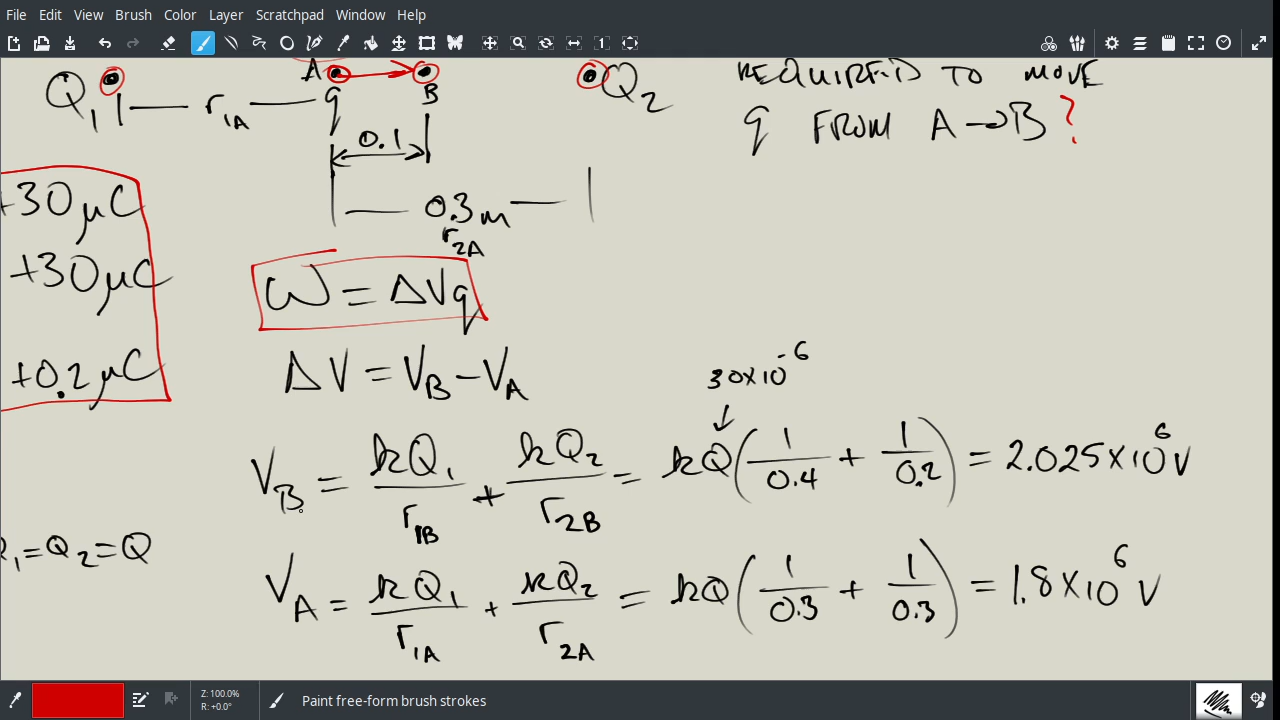 File Edit View Brush Color Layer Scratchpad Window Help
1
REQUIRED TO MOVE
q FROM A→B?
Q1 r1A A B Q2
q
0.1
0.3m
r2A
+30μC
+30μC
+0.2μC
W = ΔVq
ΔV = VB - VA
30×10^-6
VB = kQ1/r1B + kQ2/r2B = kQ(1/0.4 + 1/0.2) = 2.025×10^6 V
Q1=Q2=Q
VA = kQ1/r1A + kQ2/r2A = kQ(1/0.3 + 1/0.3) = 1.8×10^6 V
Z: 100.0%
R: +0.0°
Paint free-form brush strokes